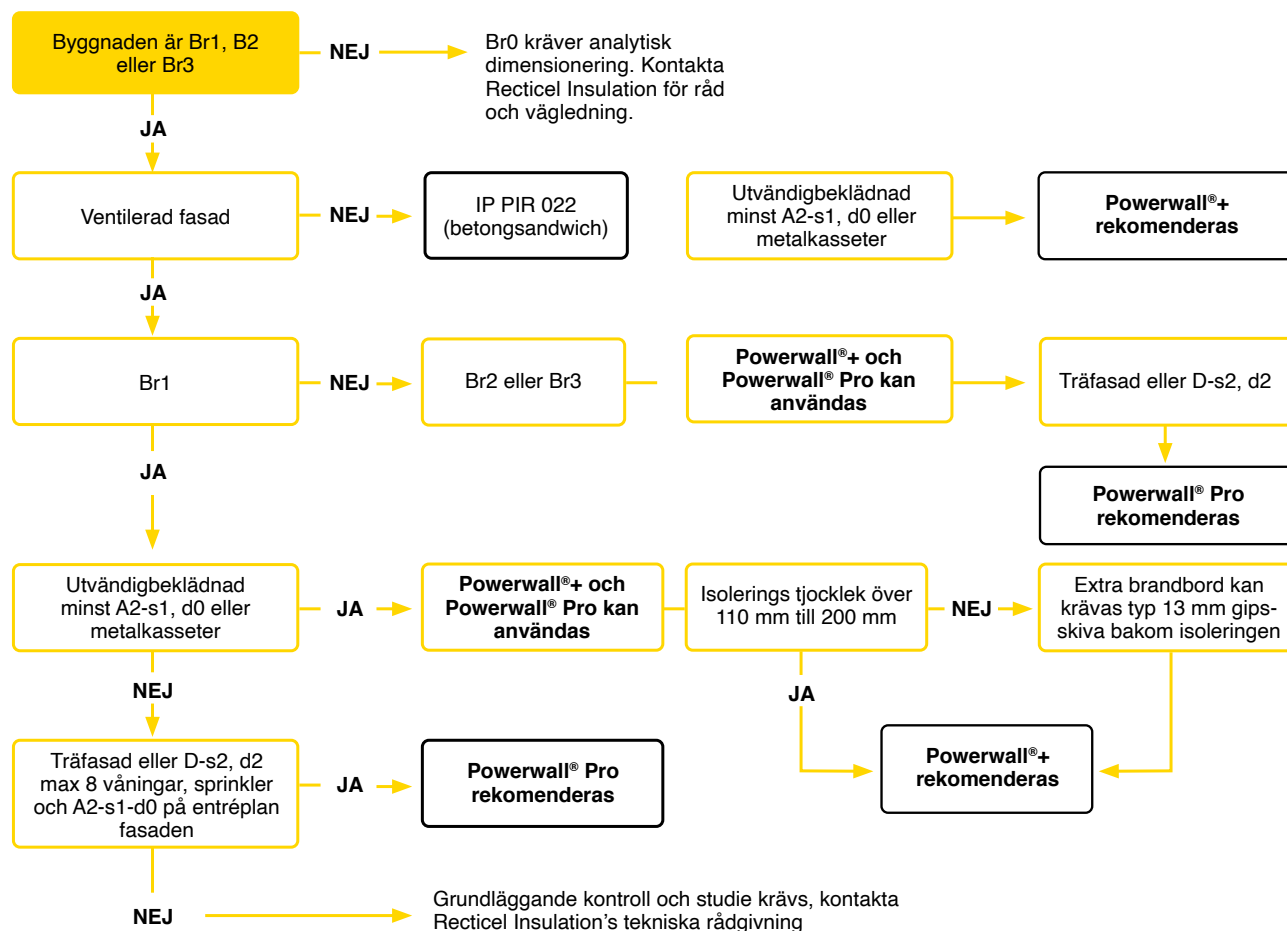 Byggnaden är Br1, B2
eller Br3
NEJ
Br0 kräver analytisk
dimensionering. Kontakta
Recticel Insulation för råd
och vägledning.
JA
Ventilerad fasad
NEJ
IP PIR 022
(betongsandwich)
Utvändigbeklädnad
minst A2-s1, d0 eller
metalkasseter
Powerwall®+
rekomenderas
JA
Br1
NEJ
Br2 eller Br3
Powerwall®+ och
Powerwall® Pro kan
användas
Träfasad eller D-s2, d2
Powerwall® Pro
rekomenderas
JA
Utvändigbeklädnad
minst A2-s1, d0 eller
metalkasseter
JA
Powerwall®+ och
Powerwall® Pro kan
användas
Isolerings tjocklek över
110 mm till 200 mm
NEJ
Extra brandbord kan
krävas typ 13 mm gips-
skiva bakom isoleringen
JA
Powerwall®+
rekomenderas
NEJ
Träfasad eller D-s2, d2
max 8 våningar, sprinkler
och A2-s1-d0 på entréplan
fasaden
JA
Powerwall® Pro
rekomenderas
NEJ
Grundläggande kontroll och studie krävs, kontakta
Recticel Insulation’s tekniska rådgivning